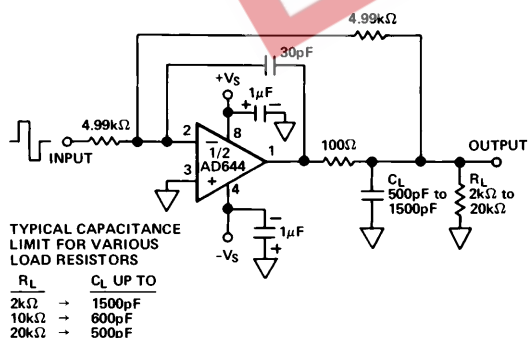 4.99kΩ
30pF
+VS
1μF
+ −
4.99kΩ
2
8
−
1/2
AD644
1
100Ω
OUTPUT
INPUT
3
+
4
CL
500pF to
1500pF
RL
2kΩ to
20kΩ
−
1μF
+
−VS
TYPICAL CAPACITANCE
LIMIT FOR VARIOUS
LOAD RESISTORS
RL CL UP TO
2kΩ → 1500pF
10kΩ → 600pF
20kΩ → 500pF